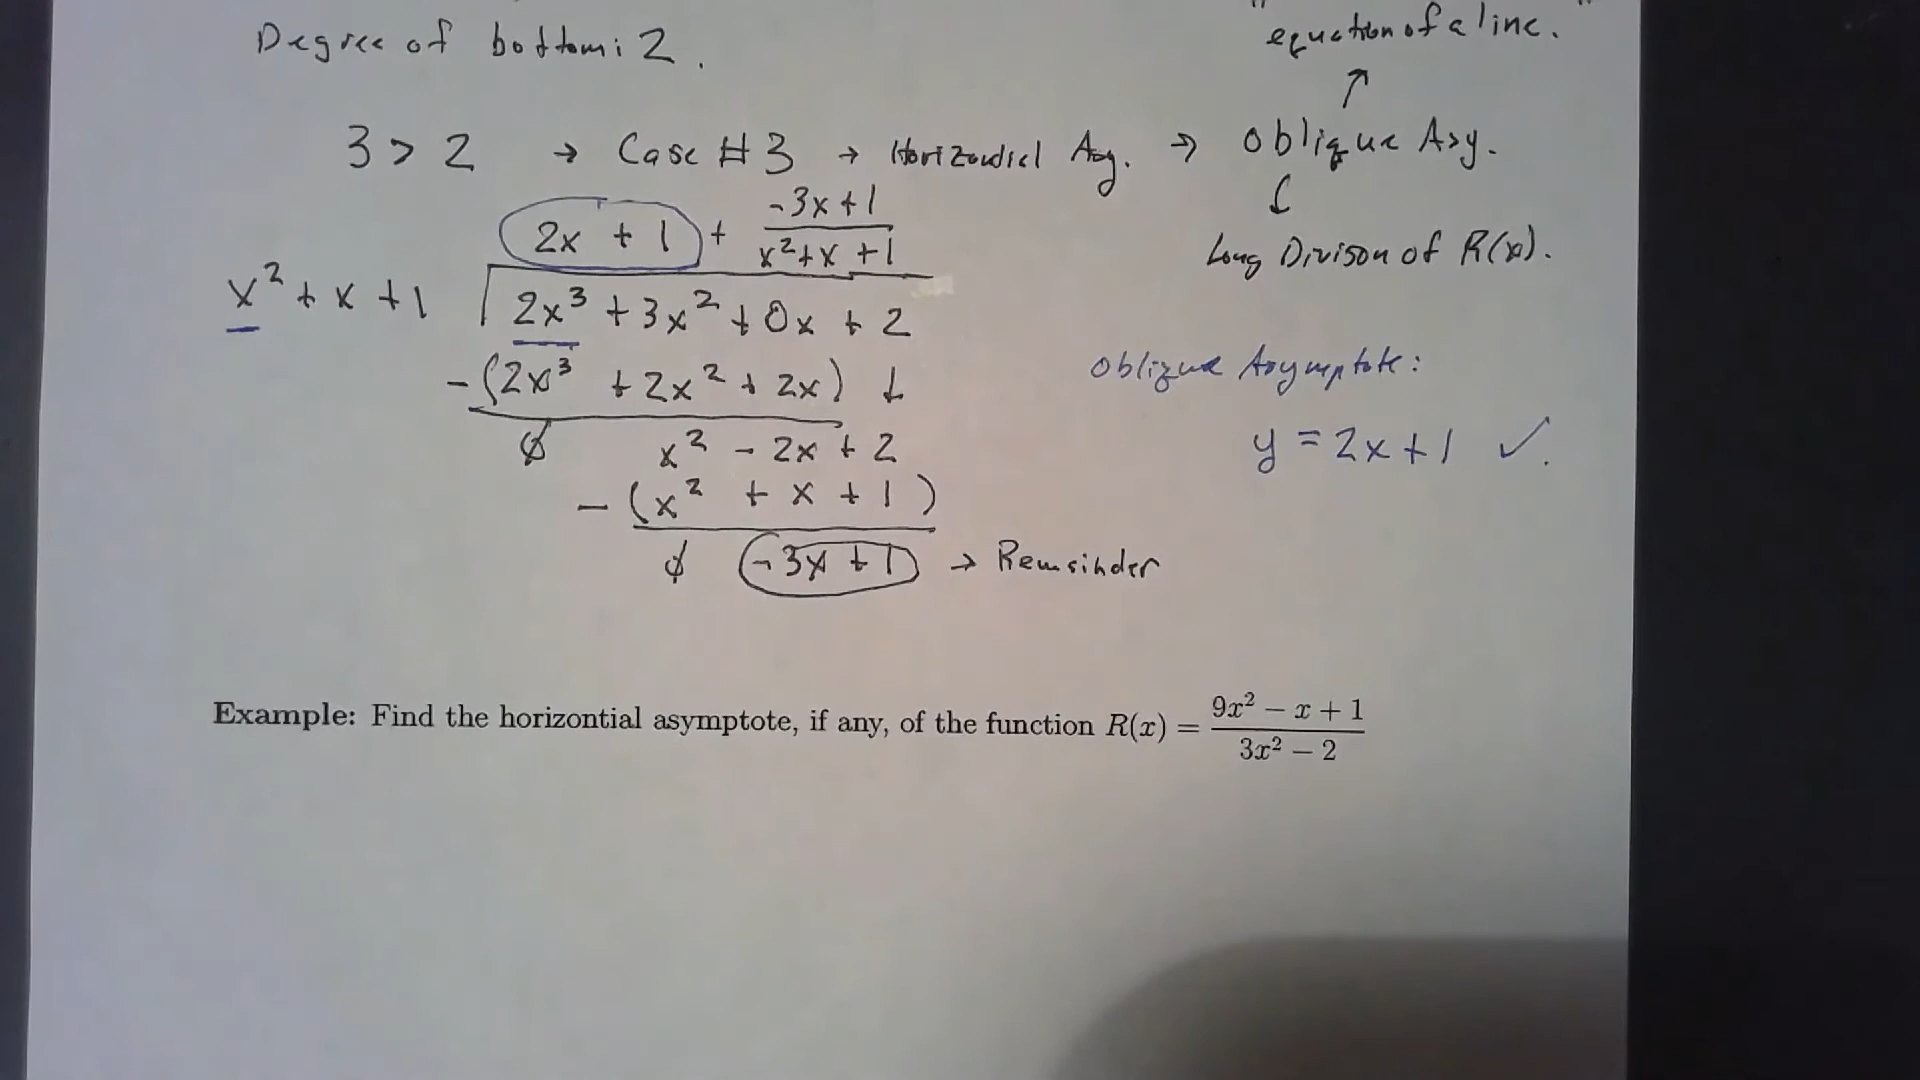 Degree of bottom: 2.
"equation of a line."
3 > 2 → Case #3 → Horizontial Asy. → Oblique Asy.
Long Divison of R(x).
2x + 1 + (-3x+1)/(x²+x+1)
x² + x + 1 | 2x³ + 3x² + 0x + 2
-(2x³ + 2x² + 2x) ↓
0 x² - 2x + 2
-(x² + x + 1)
0 -3x + 1 → Remainder
Oblique Asymptote:
y = 2x + 1 ✓.
Example: Find the horizontial asymptote, if any, of the function R(x) = (9x² − x + 1)/(3x² − 2)